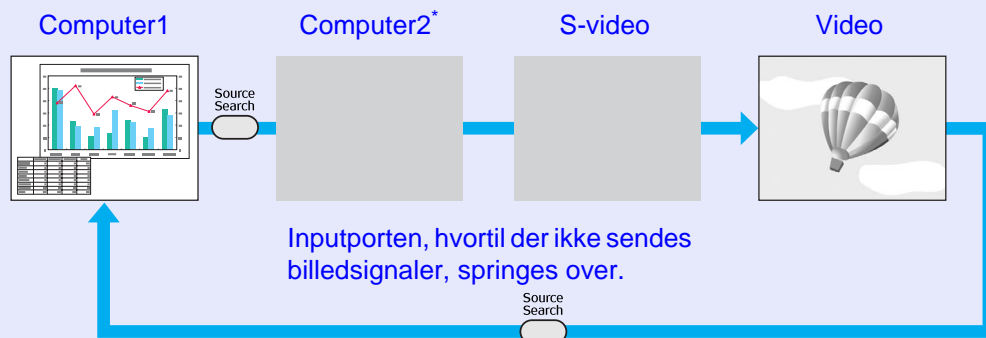 Computer1
Computer2*
S-video
Video
Source
Search
Inputporten, hvortil der ikke sendes
billedsignaler, springes over.
Source
Search